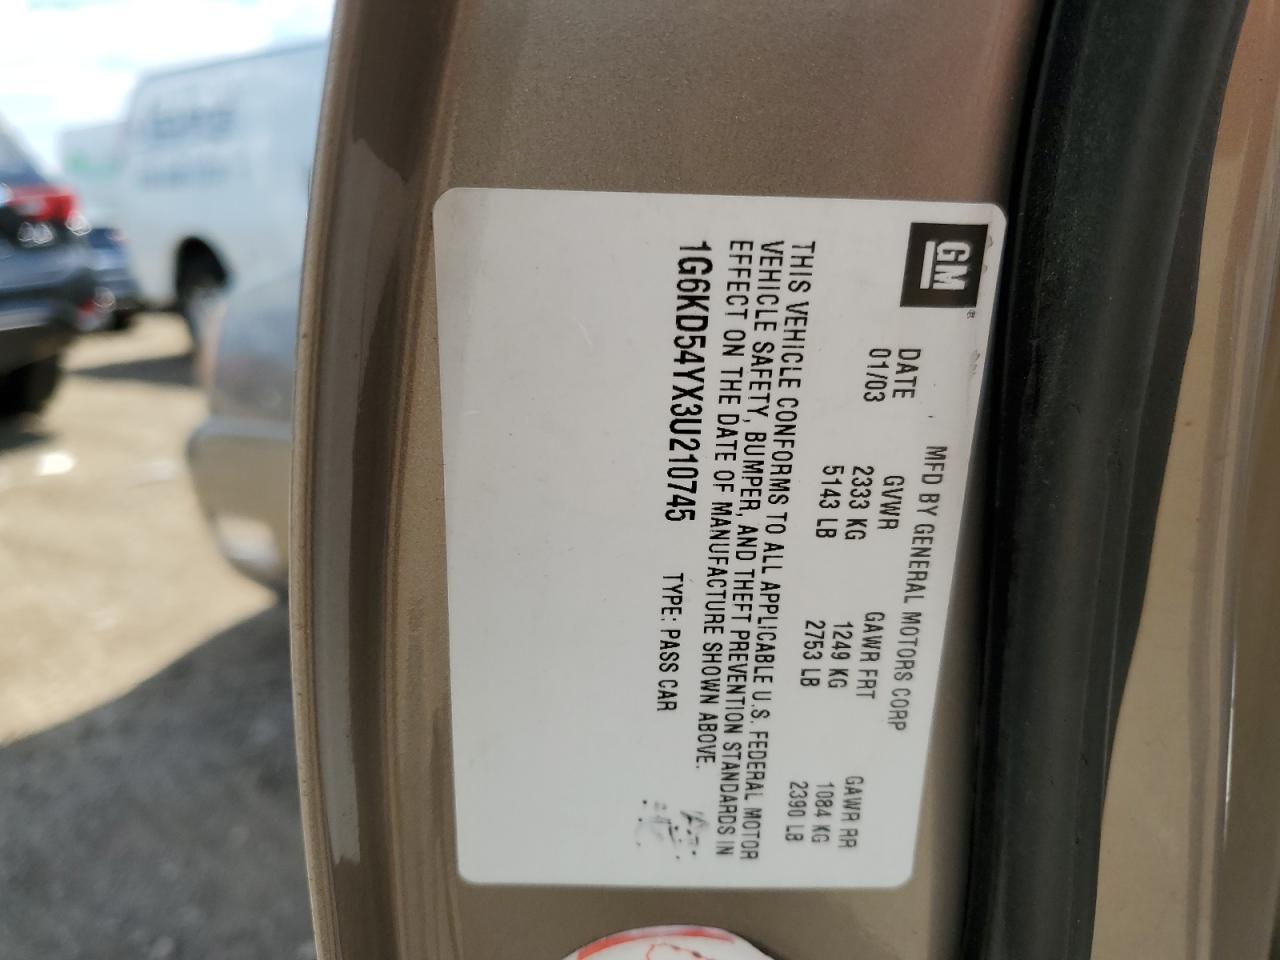 GM
MFD BY GENERAL MOTORS CORP
DATE GVWR GAWR FRT GAWR RR
01/03 2333 KG 1249 KG 1084 KG
5143 LB 2753 LB 2390 LB
THIS VEHICLE CONFORMS TO ALL APPLICABLE U.S. FEDERAL MOTOR
VEHICLE SAFETY, BUMPER, AND THEFT PREVENTION STANDARDS IN
EFFECT ON THE DATE OF MANUFACTURE SHOWN ABOVE.
1G6KD54YX3U210745 TYPE: PASS CAR